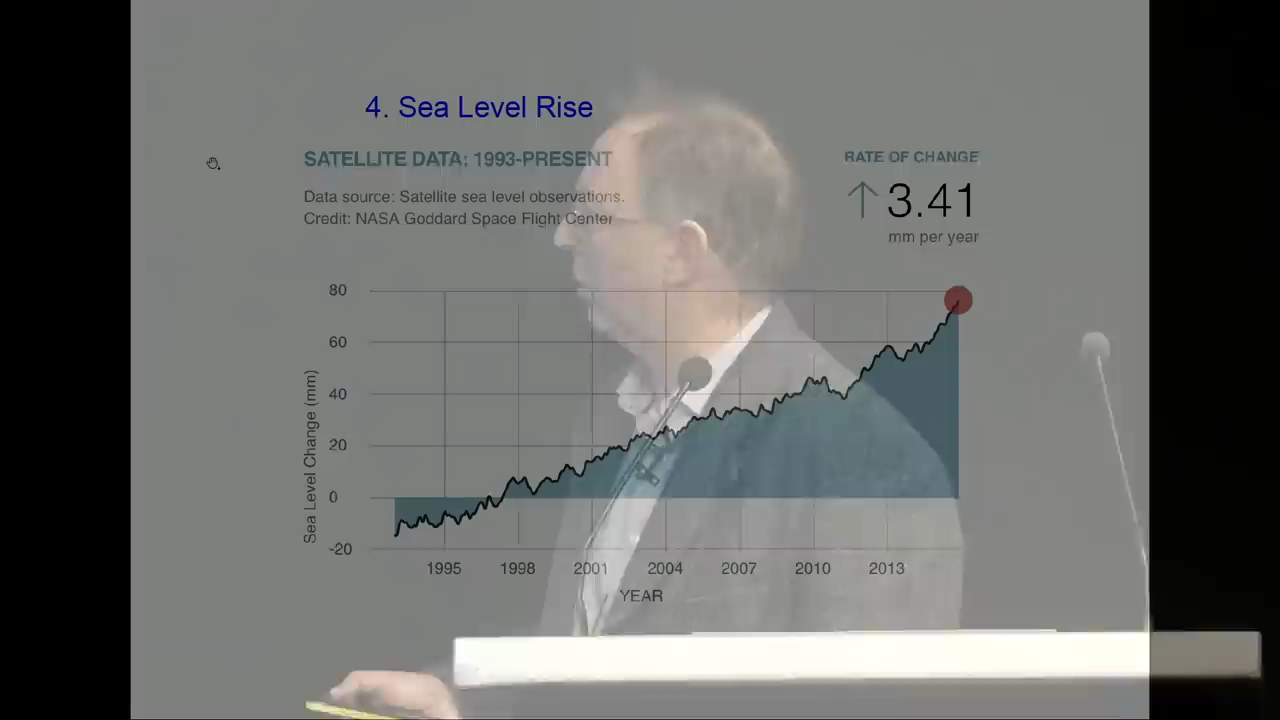 4. Sea Level Rise
SATELLITE DATA: 1993-PRESENT
RATE OF CHANGE
Data source: Satellite sea level observations.
Credit: NASA Goddard Space Flight Center
3.41
mm per year
80
60
40
20
0
-20
Sea Level Change (mm)
1995 1998 2001 2004 2007 2010 2013
YEAR